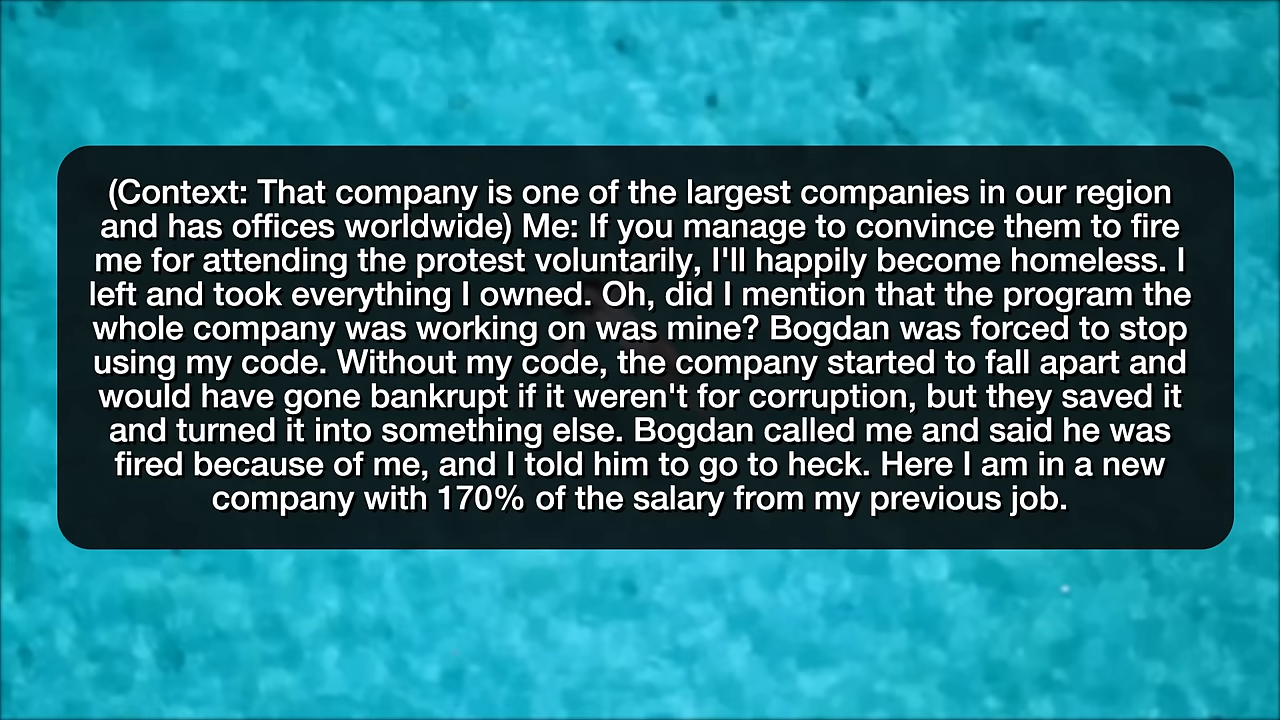 (Context: That company is one of the largest companies in our region
and has offices worldwide) Me: If you manage to convince them to fire
me for attending the protest voluntarily, I'll happily become homeless. I
left and took everything I owned. Oh, did I mention that the program the
whole company was working on was mine? Bogdan was forced to stop
using my code. Without my code, the company started to fall apart and
would have gone bankrupt if it weren't for corruption, but they saved it
and turned it into something else. Bogdan called me and said he was
fired because of me, and I told him to go to heck. Here I am in a new
company with 170% of the salary from my previous job.